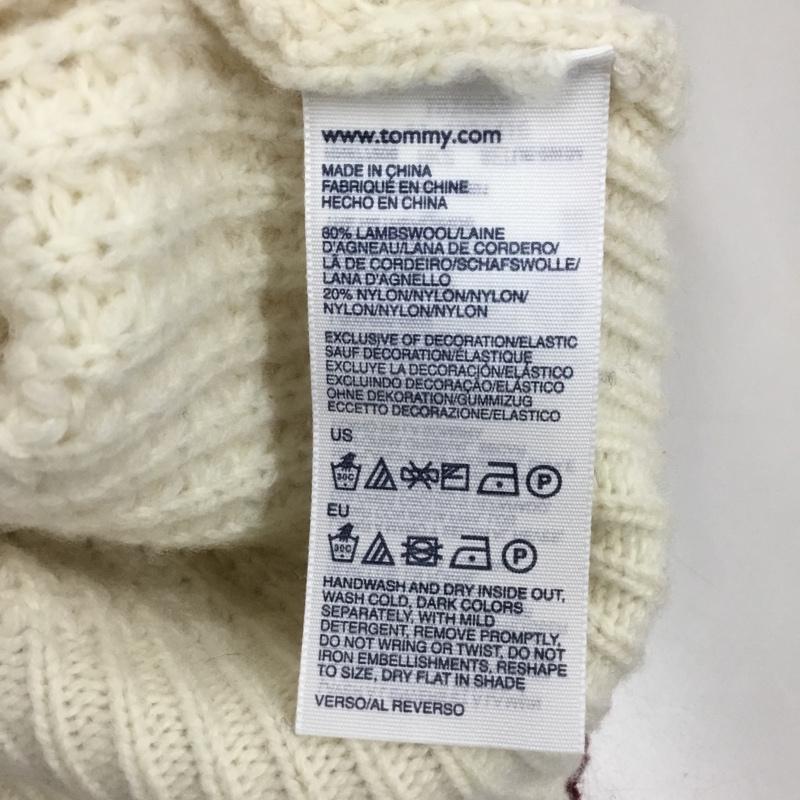 www.tommy.com
MADE IN CHINA
FABRIQUÉ EN CHINE
HECHO EN CHINA
80% LAMBSWOOL/LAINE
D'AGNEAU/LANA DE CORDERO/
LÃ DE CORDEIRO/SCHAFSWOLLE/
LANA D'AGNELLO
20% NYLON/NYLON/NYLON/
NYLON/NYLON/NYLON
EXCLUSIVE OF DECORATION/ELASTIC
SAUF DÉCORATION/ÉLASTIQUE
EXCLUYE LA DECORACIÓN/ELÁSTICO
EXCLUINDO DECORAÇÃO/ELÁSTICO
OHNE DEKORATION/GUMMIZUG
ECCETTO DECORAZIONE/ELASTICO
US
30C P
EU
30C P
HANDWASH AND DRY INSIDE OUT,
WASH COLD, DARK COLORS
SEPARATELY, WITH MILD
DETERGENT, REMOVE PROMPTLY,
DO NOT WRING OR TWIST, DO NOT
IRON EMBELLISHMENTS, RESHAPE
TO SIZE, DRY FLAT IN SHADE
VERSO/AL REVERSO